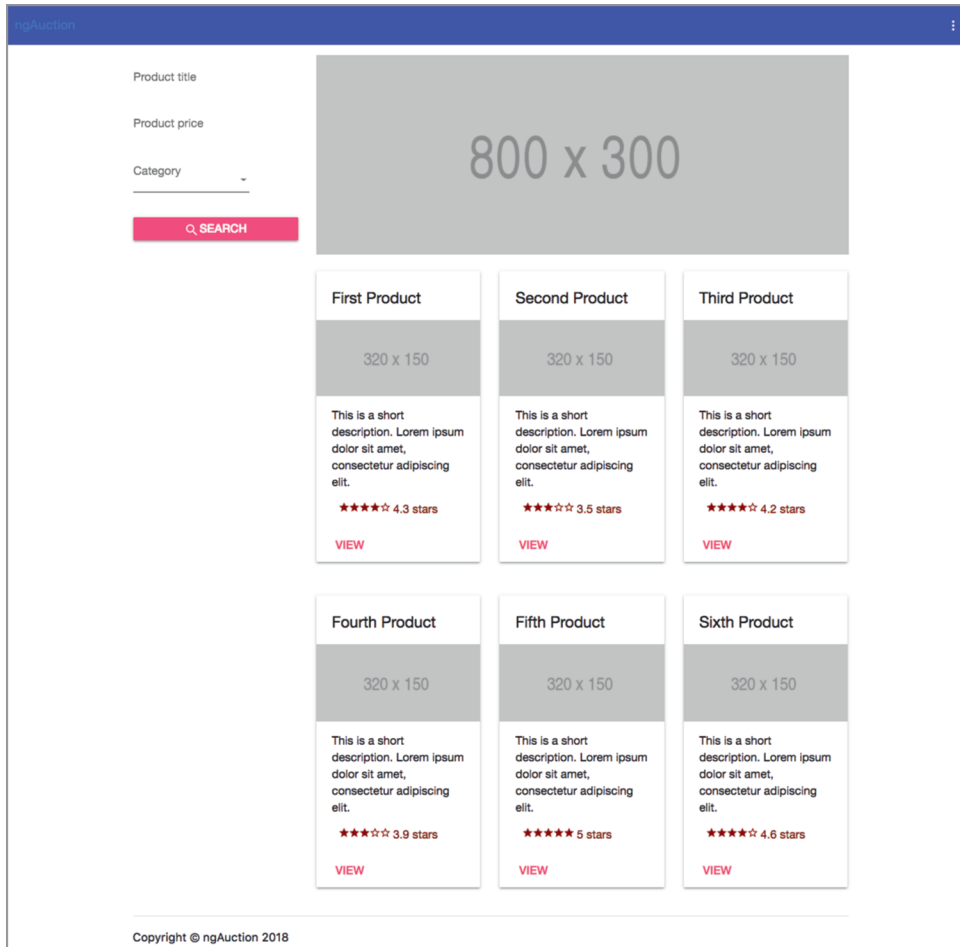 ngAuction
Product title
Product price
Category
SEARCH
800 x 300
First Product
320 x 150
This is a short
description. Lorem ipsum
dolor sit amet,
consectetur adipiscing
elit.
4.3 stars
VIEW
Second Product
320 x 150
This is a short
description. Lorem ipsum
dolor sit amet,
consectetur adipiscing
elit.
3.5 stars
VIEW
Third Product
320 x 150
This is a short
description. Lorem ipsum
dolor sit amet,
consectetur adipiscing
elit.
4.2 stars
VIEW
Fourth Product
320 x 150
This is a short
description. Lorem ipsum
dolor sit amet,
consectetur adipiscing
elit.
3.9 stars
VIEW
Fifth Product
320 x 150
This is a short
description. Lorem ipsum
dolor sit amet,
consectetur adipiscing
elit.
5 stars
VIEW
Sixth Product
320 x 150
This is a short
description. Lorem ipsum
dolor sit amet,
consectetur adipiscing
elit.
4.6 stars
VIEW
Copyright © ngAuction 2018